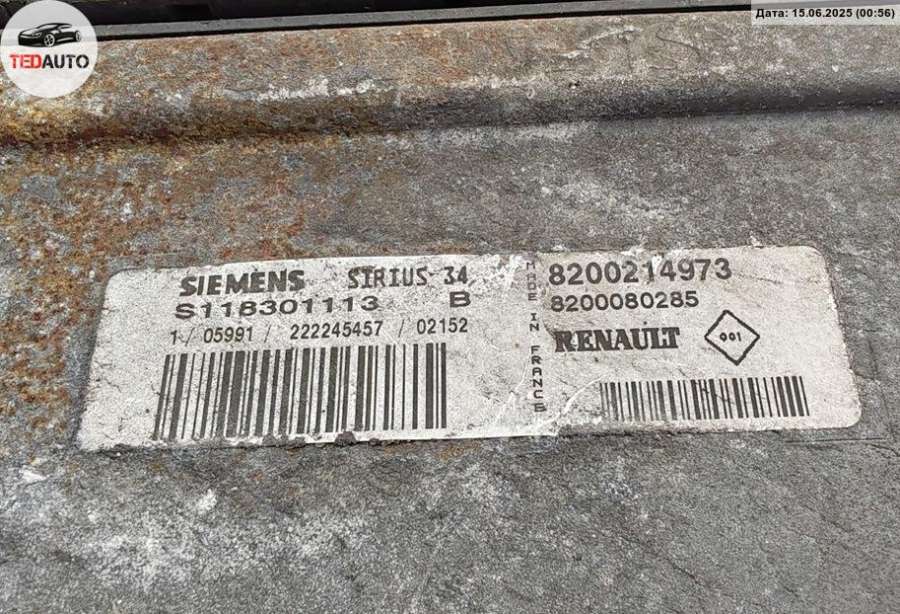 Дата: 15.06.2025 (00:56)
TEDAUTO
SIEMENS SIRIUS 34
S118301113 B
1 / 05991 / 222245457 / 02152
MADE IN FRANCE
8200214973
8200080285
RENAULT 001